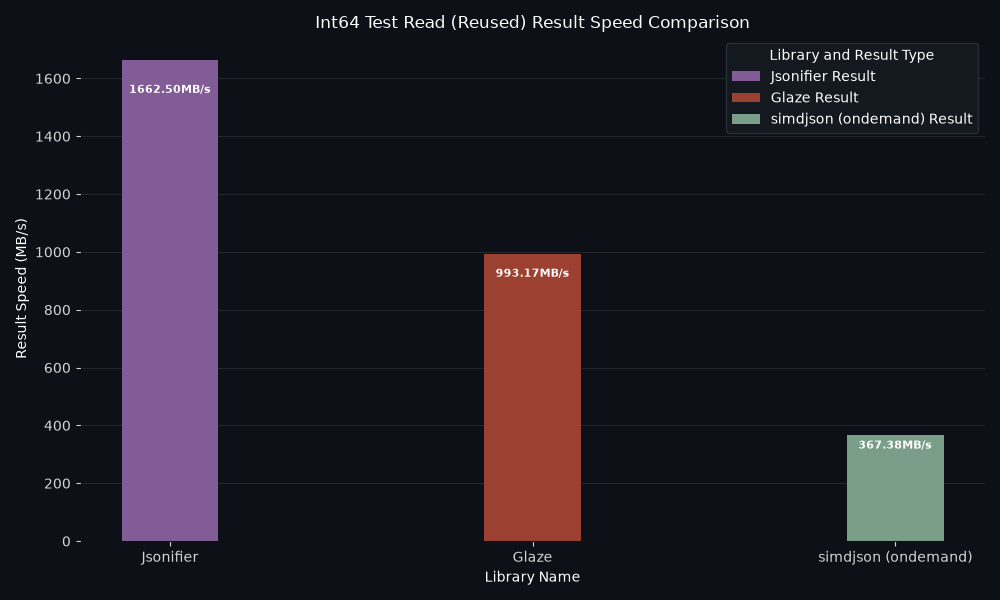 Int64 Test Read (Reused) Result Speed Comparison
Library and Result Type
Jsonifier Result
Glaze Result
simdjson (ondemand) Result
Result Speed (MB/s)
1600
1400
1200
1000
800
600
400
200
0
1662.50MB/s
993.17MB/s
367.38MB/s
Jsonifier
Glaze
simdjson (ondemand)
Library Name